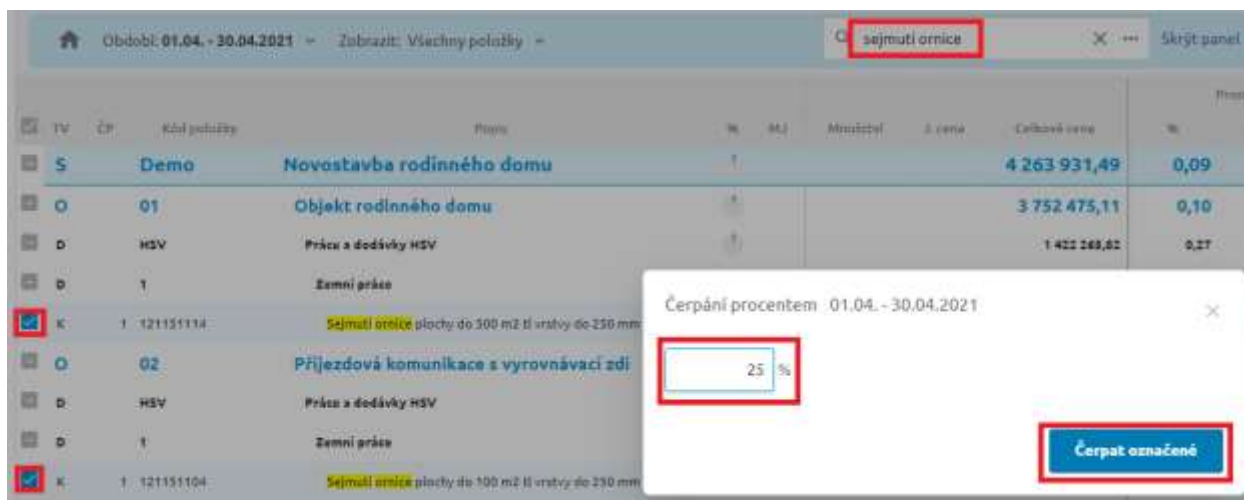 Období: 01.04. - 30.04.2021 Zobrazit: Všechny položky sejmutí ornice Skrýt panel
TV ČP Kód položky Popis % MJ Množství J. cena Celková cena %
S Demo Novostavba rodinného domu 4 263 931,49 0,09
O 01 Objekt rodinného domu 3 752 475,11 0,10
D HSV Práce a dodávky HSV 1 422 268,82 0,27
D 1 Zemní práce
K 1 121151114 Sejmutí ornice plochy do 500 m2 tl vrstvy do 250 mm
O 02 Příjezdová komunikace s vyrovnávací zdí
D HSV Práce a dodávky HSV
D 1 Zemní práce
K 1 121151104 Sejmutí ornice plochy do 100 m2 tl vrstvy do 250 mm
Čerpání procentem 01.04. - 30.04.2021
25 %
Čerpat označené